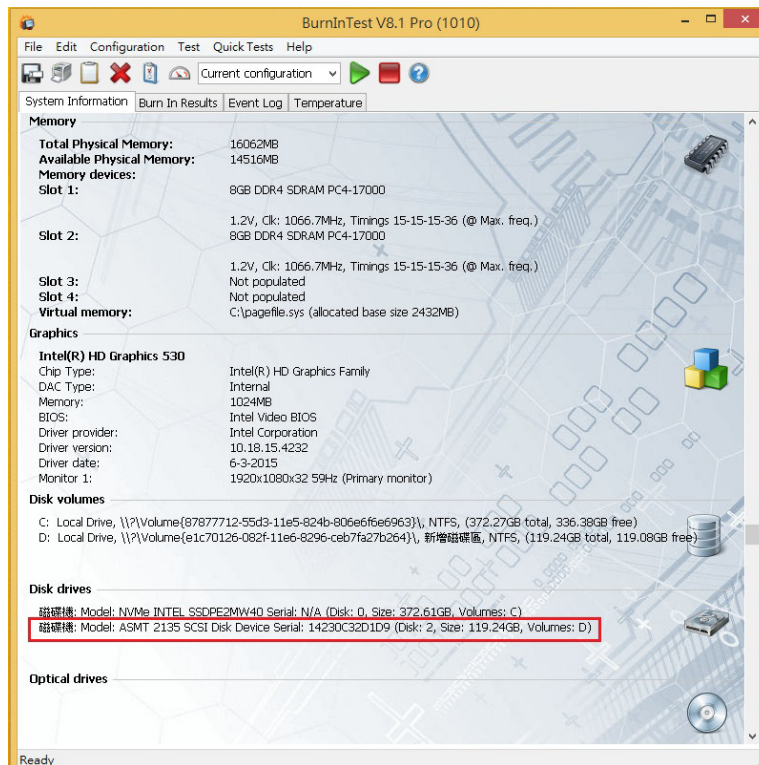 BurnInTest V8.1 Pro (1010)
File Edit Configuration Test Quick Tests Help
Current configuration
System Information Burn In Results Event Log Temperature
Memory
Total Physical Memory: 16062MB
Available Physical Memory: 14516MB
Memory devices:
Slot 1: 8GB DDR4 SDRAM PC4-17000
1.2V, Clk: 1066.7MHz, Timings 15-15-15-36 (@ Max. freq.)
Slot 2: 8GB DDR4 SDRAM PC4-17000
1.2V, Clk: 1066.7MHz, Timings 15-15-15-36 (@ Max. freq.)
Slot 3: Not populated
Slot 4: Not populated
Virtual memory: C:\pagefile.sys (allocated base size 2432MB)
Graphics
Intel(R) HD Graphics 530
Chip Type: Intel(R) HD Graphics Family
DAC Type: Internal
Memory: 1024MB
BIOS: Intel Video BIOS
Driver provider: Intel Corporation
Driver version: 10.18.15.4232
Driver date: 6-3-2015
Monitor 1: 1920x1080x32 59Hz (Primary monitor)
Disk volumes
C: Local Drive, \\?\Volume{87877712-55d3-11e5-824b-806e6f6e6963}\, NTFS, (372.27GB total, 336.38GB free)
D: Local Drive, \\?\Volume{e1c70126-082f-11e6-8296-ceb7fa27b264}\, 新增磁碟區, NTFS, (119.24GB total, 119.08GB free)
Disk drives
磁碟機: Model: NVMe INTEL SSDPE2MW40 Serial: N/A (Disk: 0, Size: 372.61GB, Volumes: C)
磁碟機: Model: ASMT 2135 SCSI Disk Device Serial: 14230C32D1D9 (Disk: 2, Size: 119.24GB, Volumes: D)
Optical drives
Ready